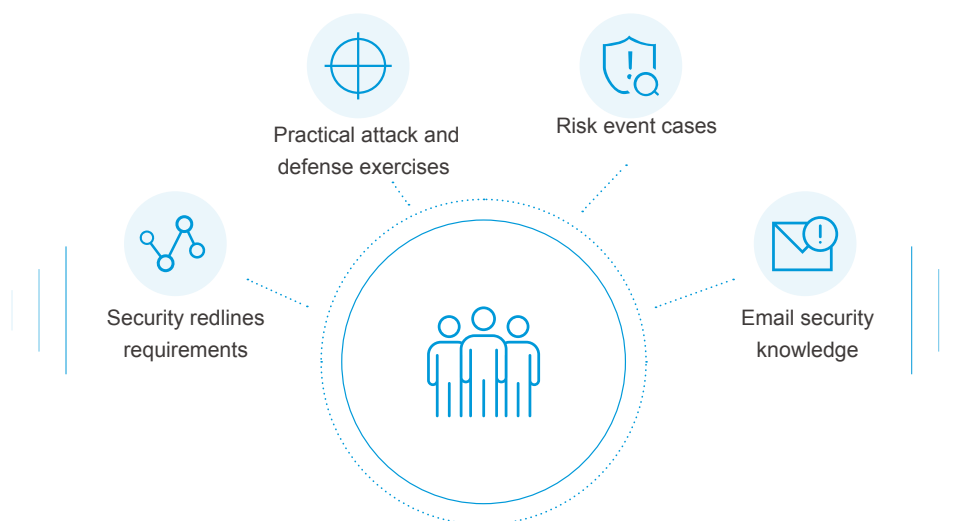 Practical attack and
defense exercises
Risk event cases
Security redlines
requirements
Email security
knowledge